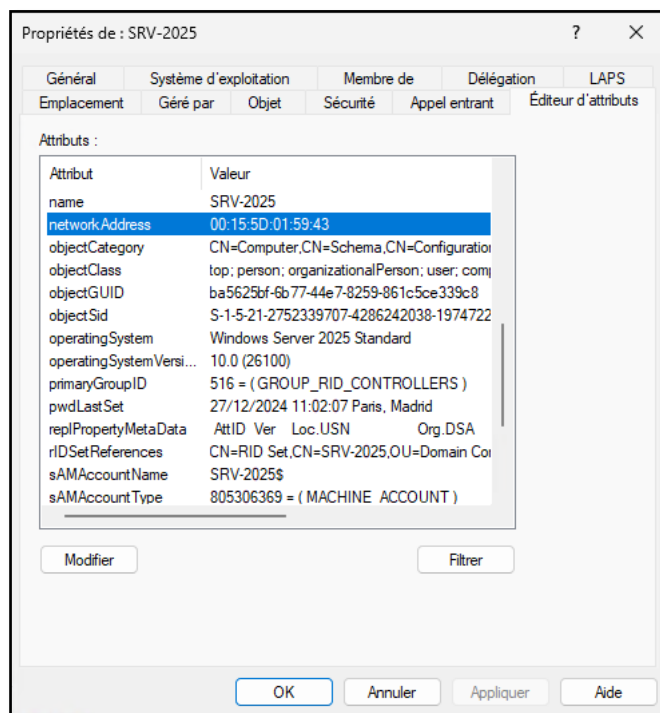 Propriétés de : SRV-2025 ? ×
Général Système d'exploitation Membre de Délégation LAPS
Emplacement Géré par Objet Sécurité Appel entrant Éditeur d'attributs
Attributs :
Attribut Valeur
name SRV-2025
networkAddress 00:15:5D:01:59:43
objectCategory CN=Computer,CN=Schema,CN=Configuration
objectClass top; person; organizationalPerson; user; comp
objectGUID ba5625bf-6b77-44e7-8259-861c5ce339c8
objectSid S-1-5-21-2752339707-4286242038-1974722
operatingSystem Windows Server 2025 Standard
operatingSystemVersi... 10.0 (26100)
primaryGroupID 516 = ( GROUP_RID_CONTROLLERS )
pwdLastSet 27/12/2024 11:02:07 Paris, Madrid
replPropertyMetaData AttID Ver Loc.USN Org.DSA
rIDSetReferences CN=RID Set,CN=SRV-2025,OU=Domain Con
sAMAccountName SRV-2025$
sAMAccountType 805306369 = ( MACHINE_ACCOUNT )
Modifier Filtrer
OK Annuler Appliquer Aide